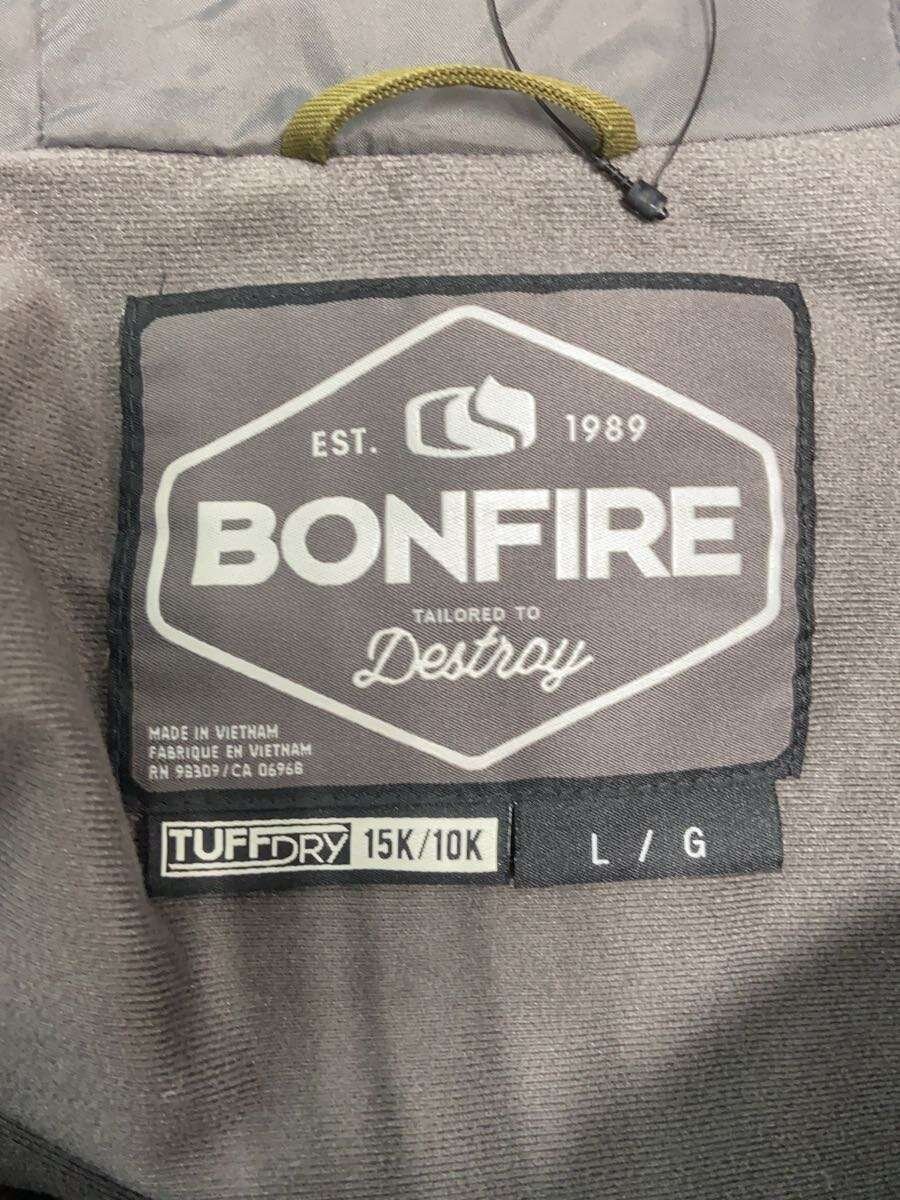 EST. 1989
BONFIRE
TAILORED TO
Destroy
MADE IN VIETNAM
FABRIQUE EN VIETNAM
RN 98309/CA 06968
TUFFDRY 15K/10K
L / G